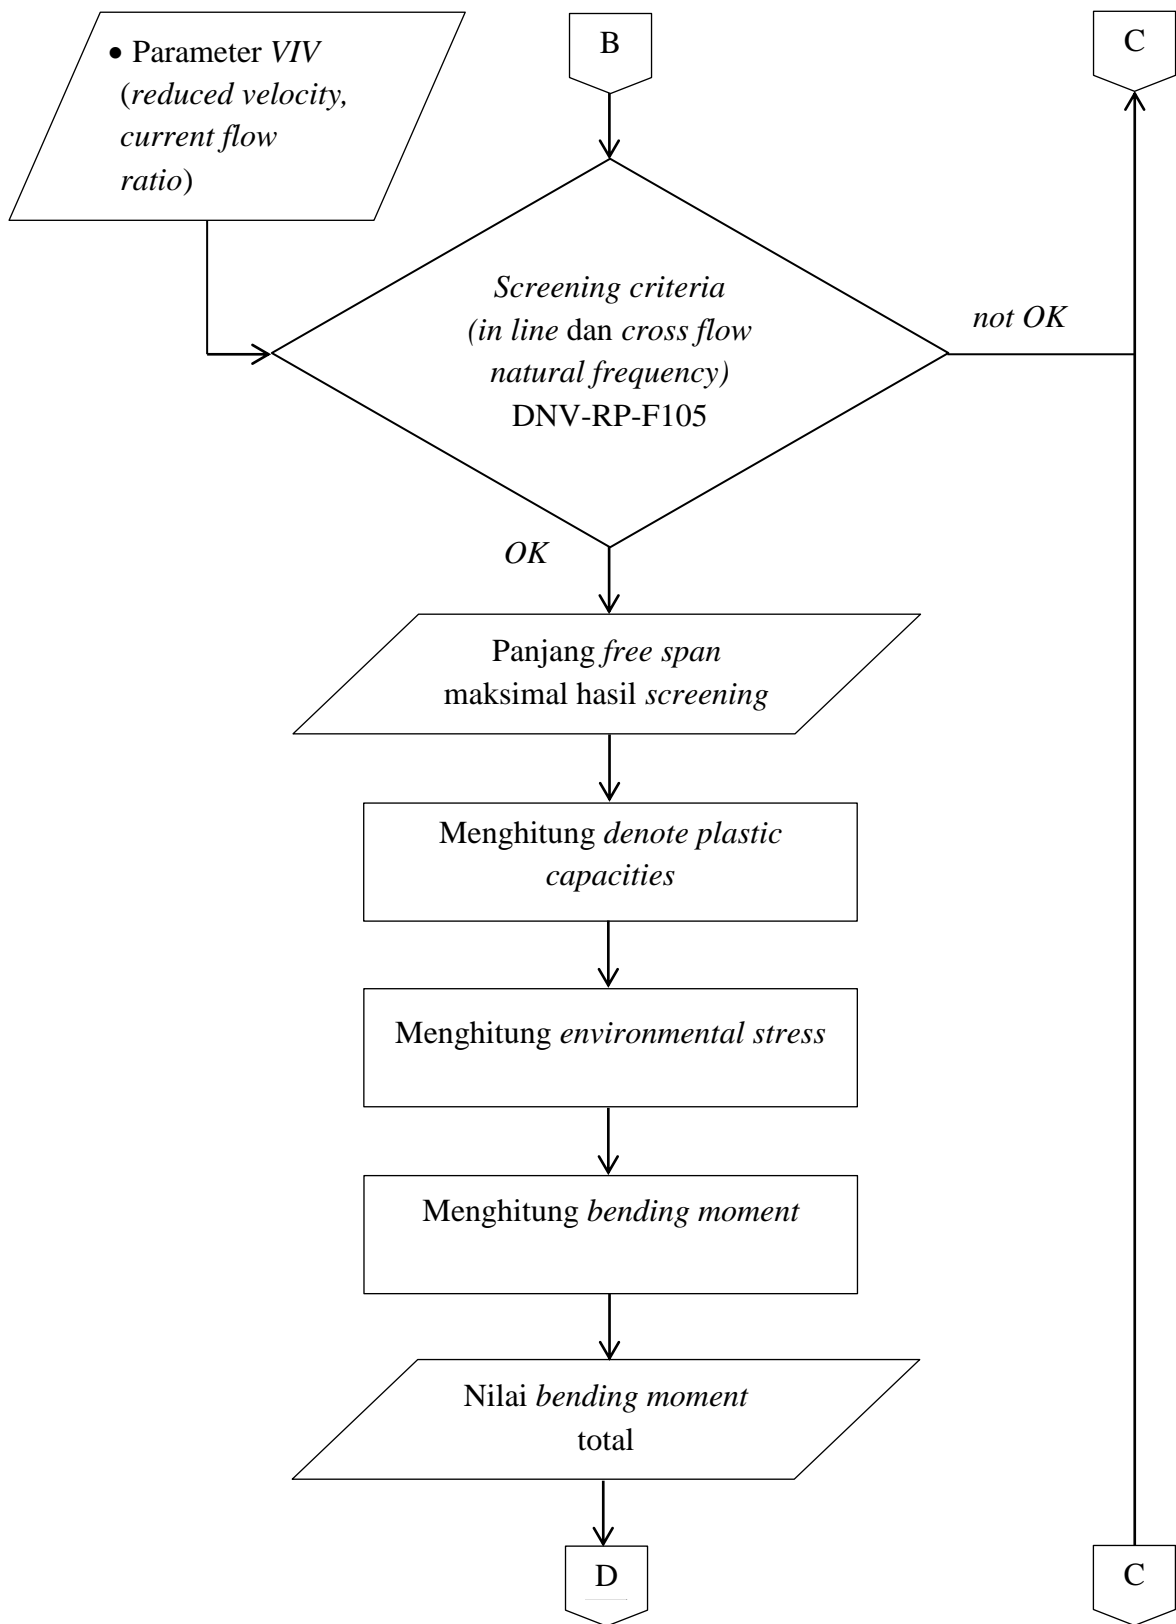 • Parameter VIV
(reduced velocity,
current flow
ratio)
B
C
Screening criteria
(in line dan cross flow
natural frequency)
DNV-RP-F105
not OK
OK
Panjang free span
maksimal hasil screening
Menghitung denote plastic
capacities
Menghitung environmental stress
Menghitung bending moment
Nilai bending moment
total
D
C